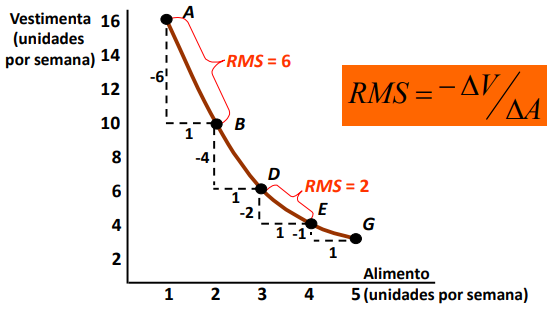 Vestimenta
(unidades
por semana)
16
14
12
10
8
6
4
2
A
-6
1
RMS = 6
B
-4
1
D
-2
1
RMS = 2
E
-1
1
G
RMS = -ΔV/ΔA
Alimento
1 2 3 4 5 (unidades por semana)